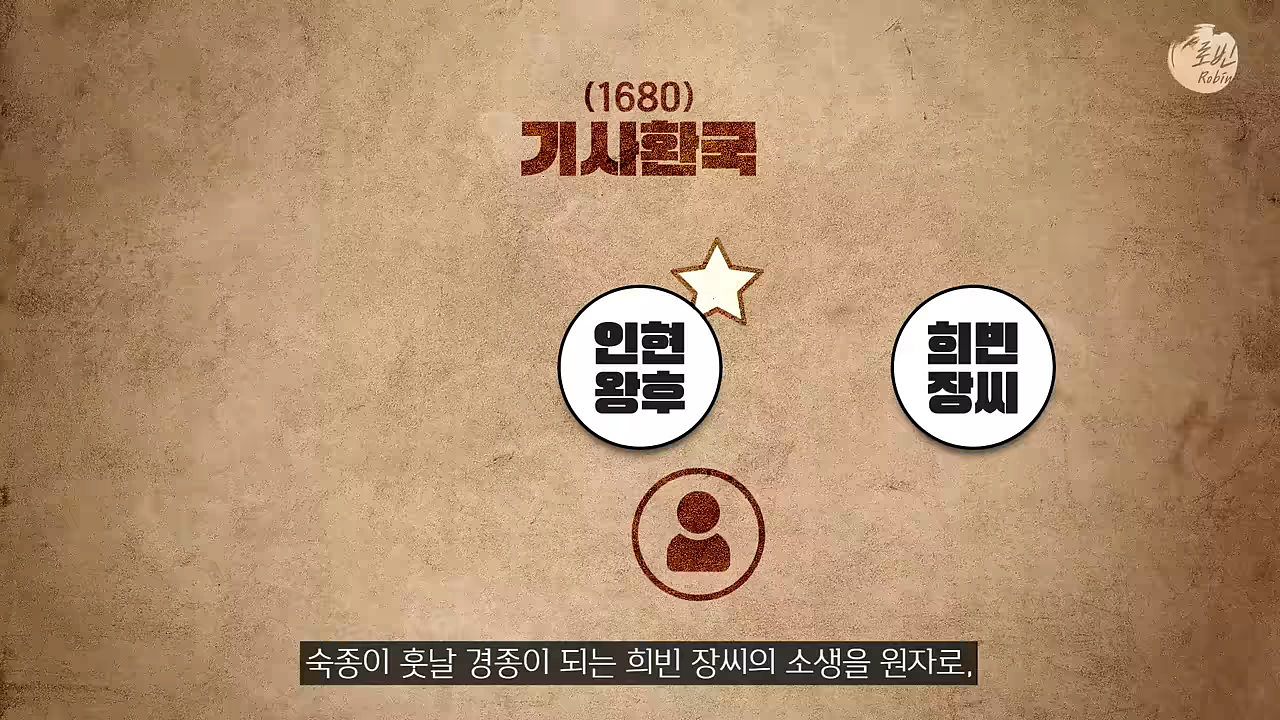 로빈
Robin
(1680)
기사환국
인현
왕후
희빈
장씨
숙종이 훗날 경종이 되는 희빈 장씨의 소생을 원자로,